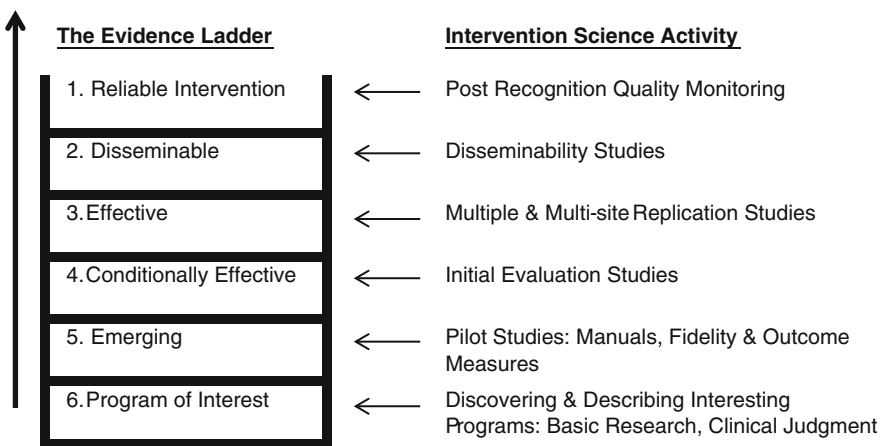 The Evidence Ladder
Intervention Science Activity
1. Reliable Intervention
Post Recognition Quality Monitoring
2. Disseminable
Disseminability Studies
3.Effective
Multiple & Multi-site Replication Studies
4.Conditionally Effective
Initial Evaluation Studies
5. Emerging
Pilot Studies: Manuals, Fidelity & Outcome
Measures
6.Program of Interest
Discovering & Describing Interesting
Programs: Basic Research, Clinical Judgment